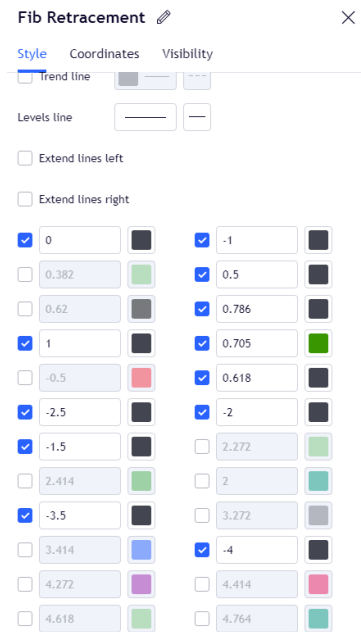 Fib Retracement
Style Coordinates Visibility
Trend line
Levels line
Extend lines left
Extend lines right
0 -1
0.382 0.5
0.62 0.786
1 0.705
-0.5 0.618
-2.5 -2
-1.5 2.272
2.414 2
-3.5 3.272
3.414 -4
4.272 4.414
4.618 4.764